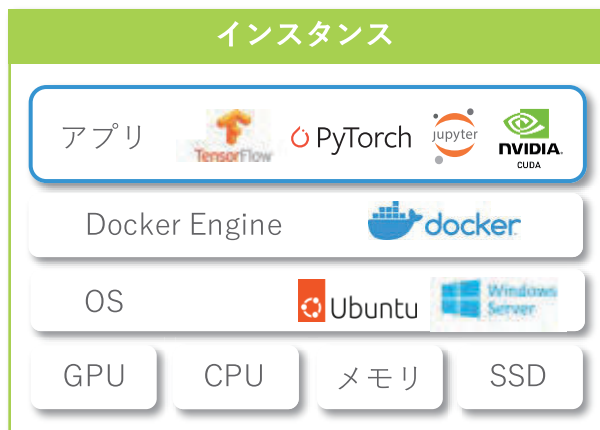 インスタンス
アプリ TensorFlow PyTorch jupyter NVIDIA. CUDA
Docker Engine docker
OS Ubuntu Windows Server
GPU CPU メモリ SSD